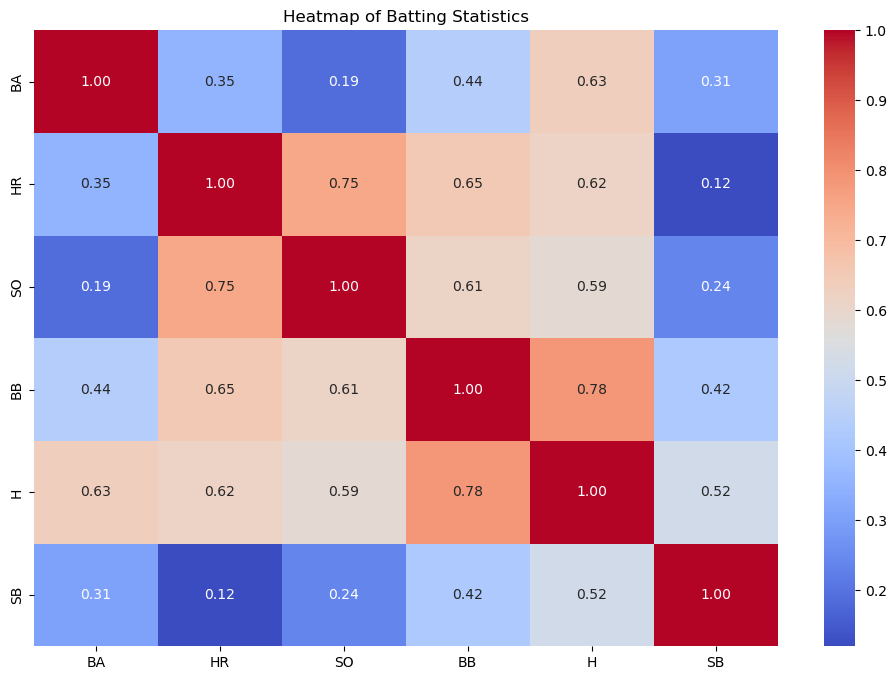 Heatmap of Batting Statistics
BA 1.00 0.35 0.19 0.44 0.63 0.31
HR 0.35 1.00 0.75 0.65 0.62 0.12
SO 0.19 0.75 1.00 0.61 0.59 0.24
BB 0.44 0.65 0.61 1.00 0.78 0.42
H 0.63 0.62 0.59 0.78 1.00 0.52
SB 0.31 0.12 0.24 0.42 0.52 1.00
BA HR SO BB H SB
1.0
0.9
0.8
0.7
0.6
0.5
0.4
0.3
0.2